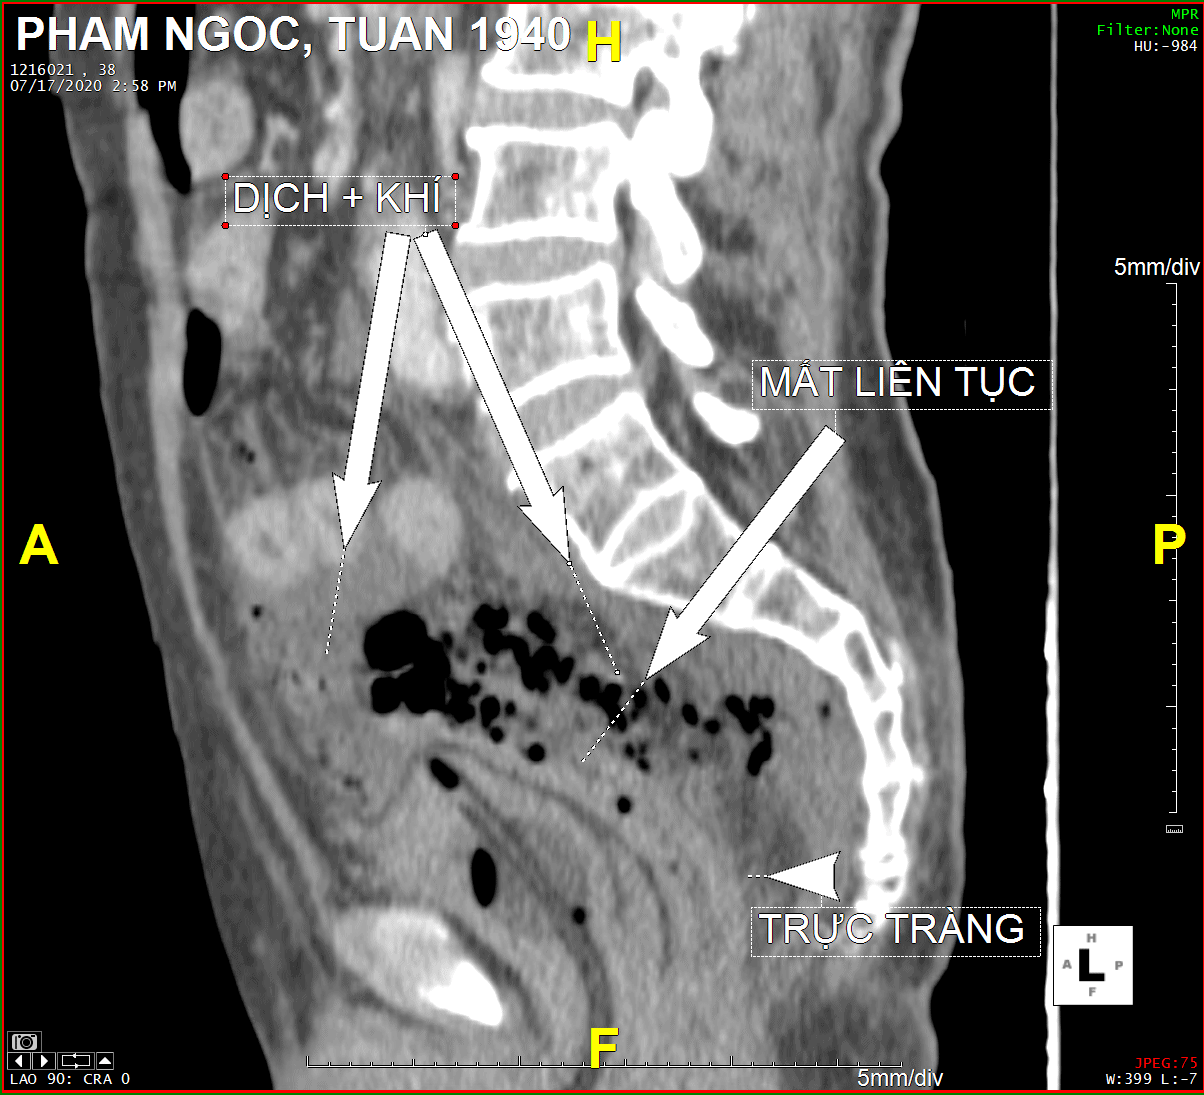 PHAM NGOC, TUAN 1940
1216021 , 38
07/17/2020 2:58 PM
H
MPR
Filter:None
HU:-984
DỊCH + KHÍ
5mm/div
MẤT LIÊN TỤC
A
P
TRỰC TRÀNG
H
A L P
F
F
5mm/div
LAO 90: CRA 0
JPEG:75
W:399 L:-7